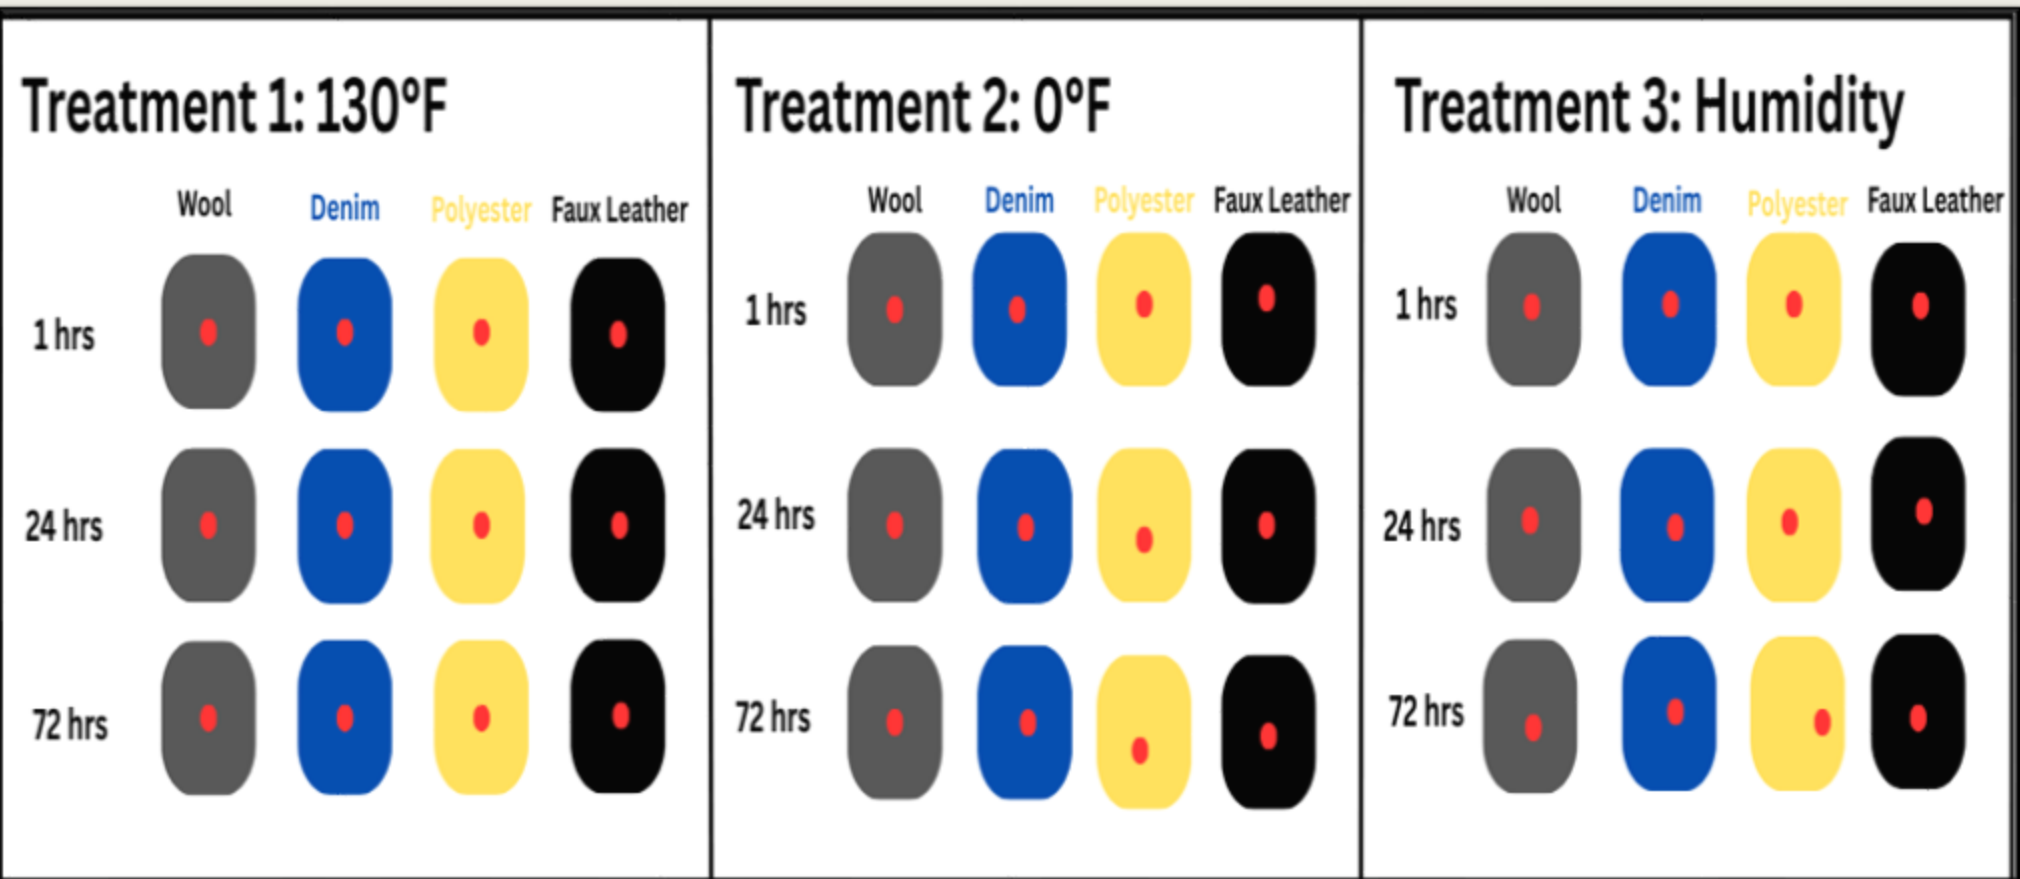 Treatment 1: 130°F
Wool Denim Polyester Faux Leather
1 hrs
24 hrs
72 hrs
Treatment 2: 0°F
Wool Denim Polyester Faux Leather
1 hrs
24 hrs
72 hrs
Treatment 3: Humidity
Wool Denim Polyester Faux Leather
1 hrs
24 hrs
72 hrs